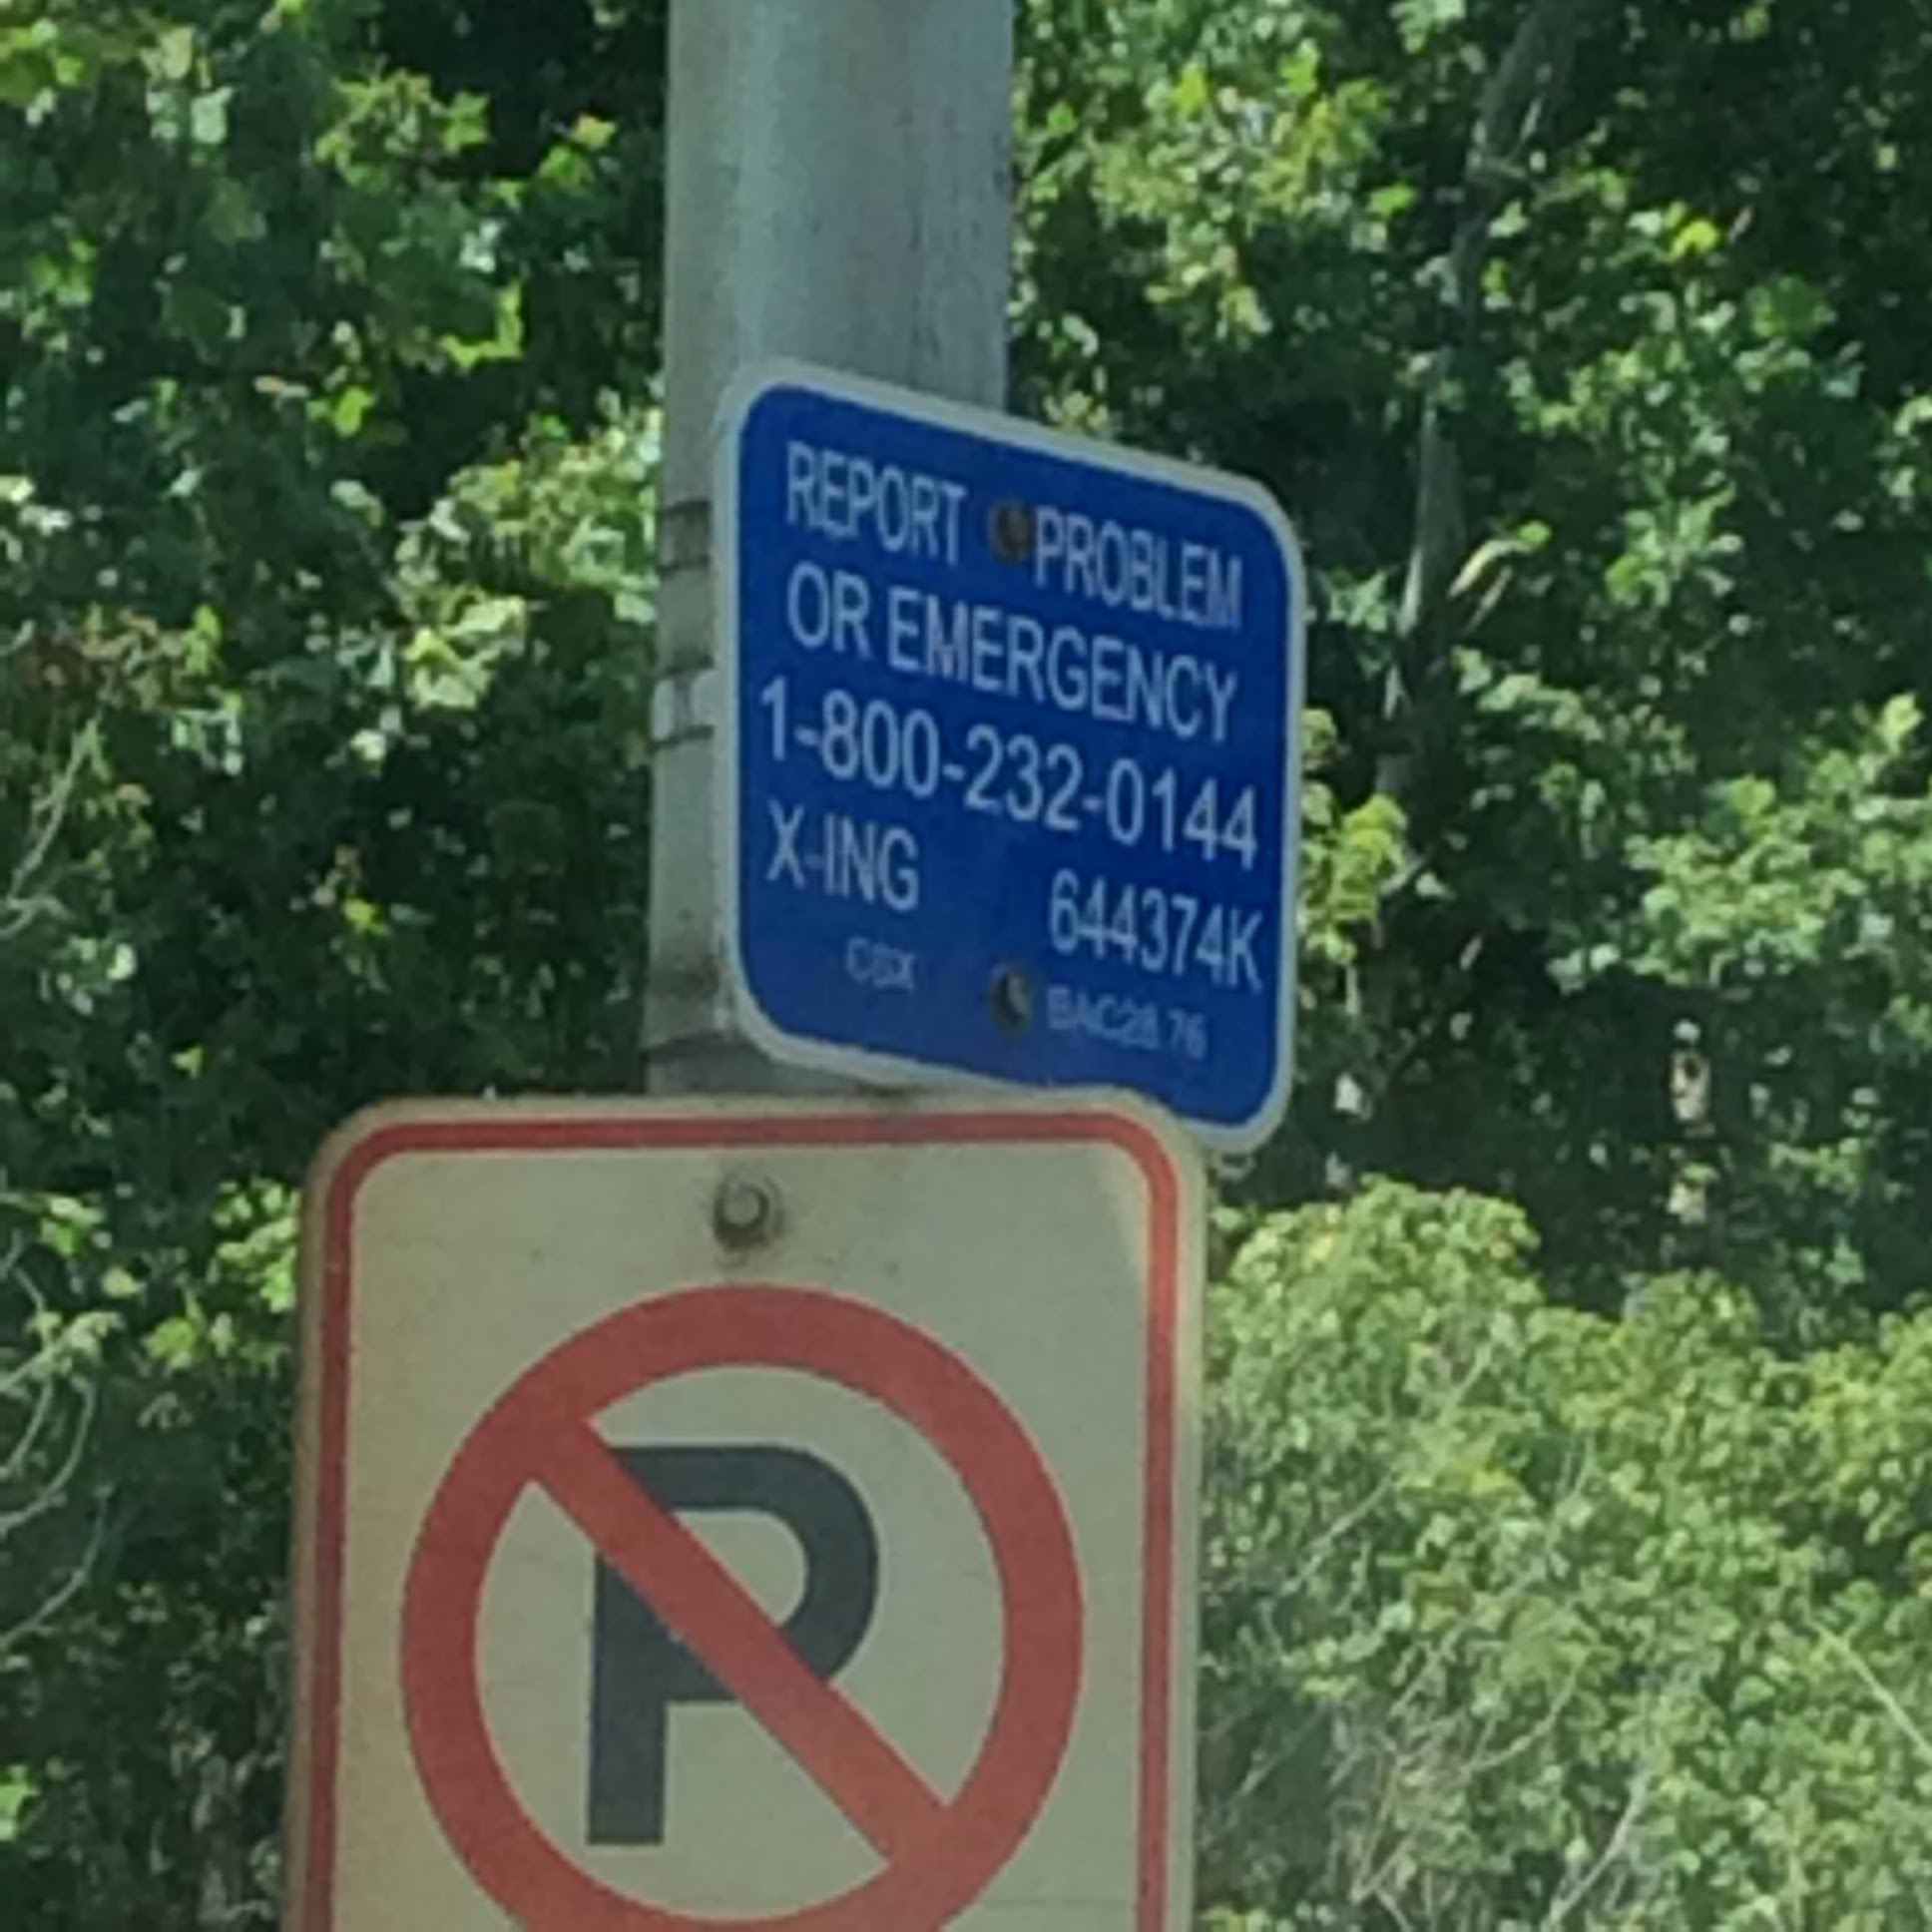 REPORT PROBLEM
OR EMERGENCY
1-800-232-0144
X-ING 644374K
CSX BAC28.76
P